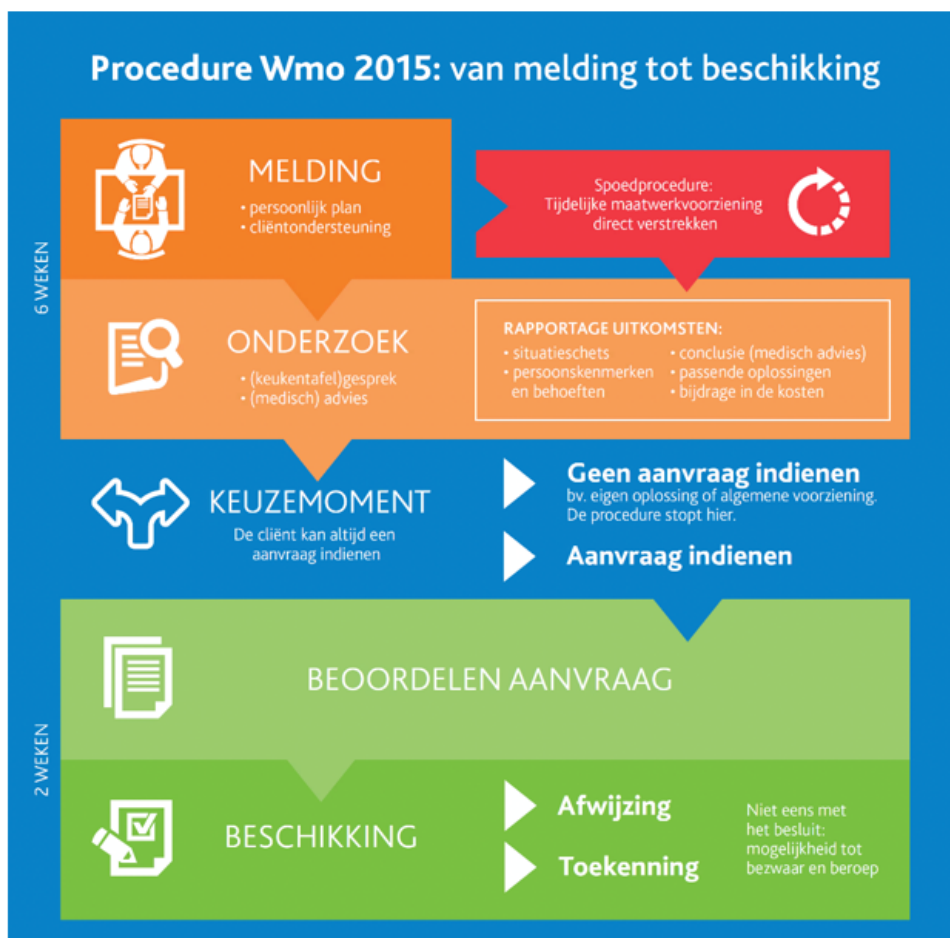 Procedure Wmo 2015: van melding tot beschikking
6 WEKEN
MELDING
• persoonlijk plan
• cliëntondersteuning
Spoedprocedure:
Tijdelijke maatwerkvoorziening
direct verstrekken
ONDERZOEK
• (keukentafel)gesprek
• (medisch) advies
RAPPORTAGE UITKOMSTEN:
• situatieschets
• persoonskenmerken
en behoeften
• conclusie (medisch advies)
• passende oplossingen
• bijdrage in de kosten
KEUZEMOMENT
De cliënt kan altijd een
aanvraag indienen
Geen aanvraag indienen
bv. eigen oplossing of algemene voorziening.
De procedure stopt hier.
Aanvraag indienen
2 WEKEN
BEOORDELEN AANVRAAG
BESCHIKKING
Afwijzing
Toekenning
Niet eens met
het besluit:
mogelijkheid tot
bezwaar en beroep